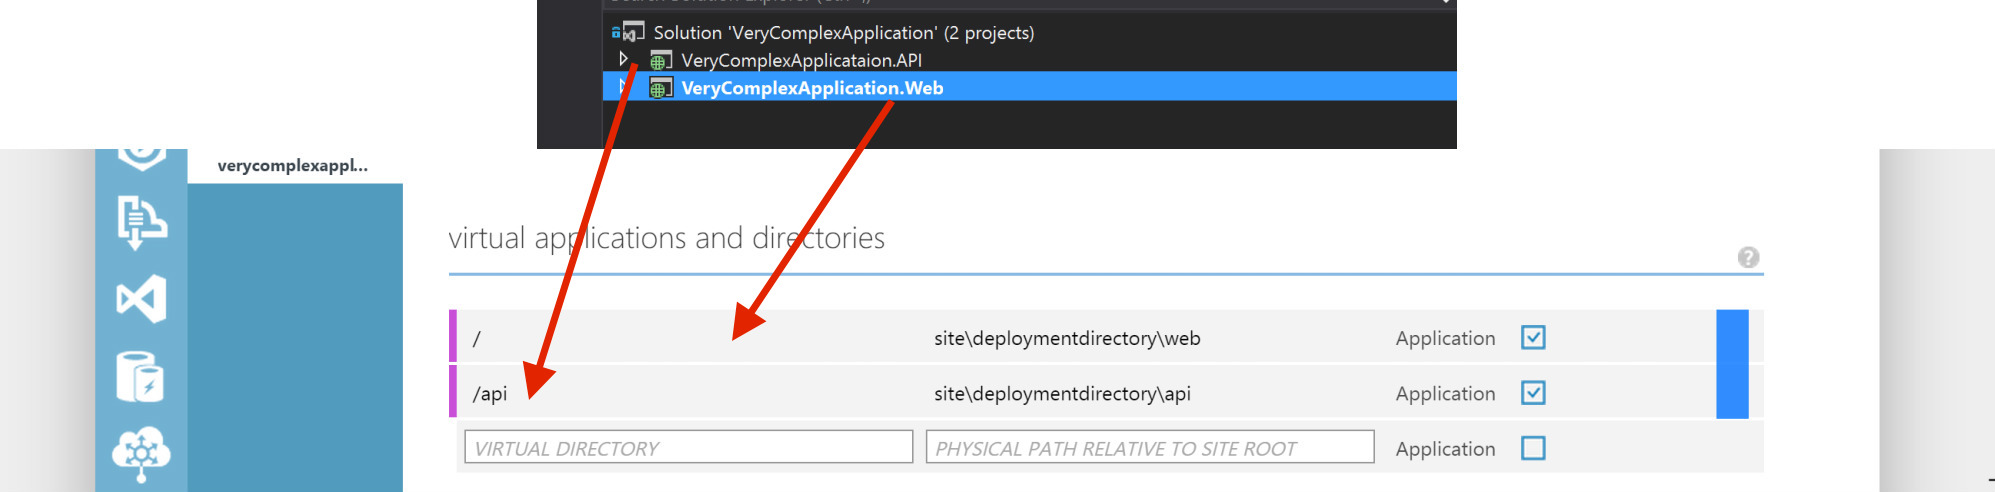 Solution 'VeryComplexApplication' (2 projects)
VeryComplexApplicataion.API
VeryComplexApplication.Web
verycomplexappl...
virtual applications and directories
?
/ site\deploymentdirectory\web Application
/api site\deploymentdirectory\api Application
VIRTUAL DIRECTORY PHYSICAL PATH RELATIVE TO SITE ROOT Application